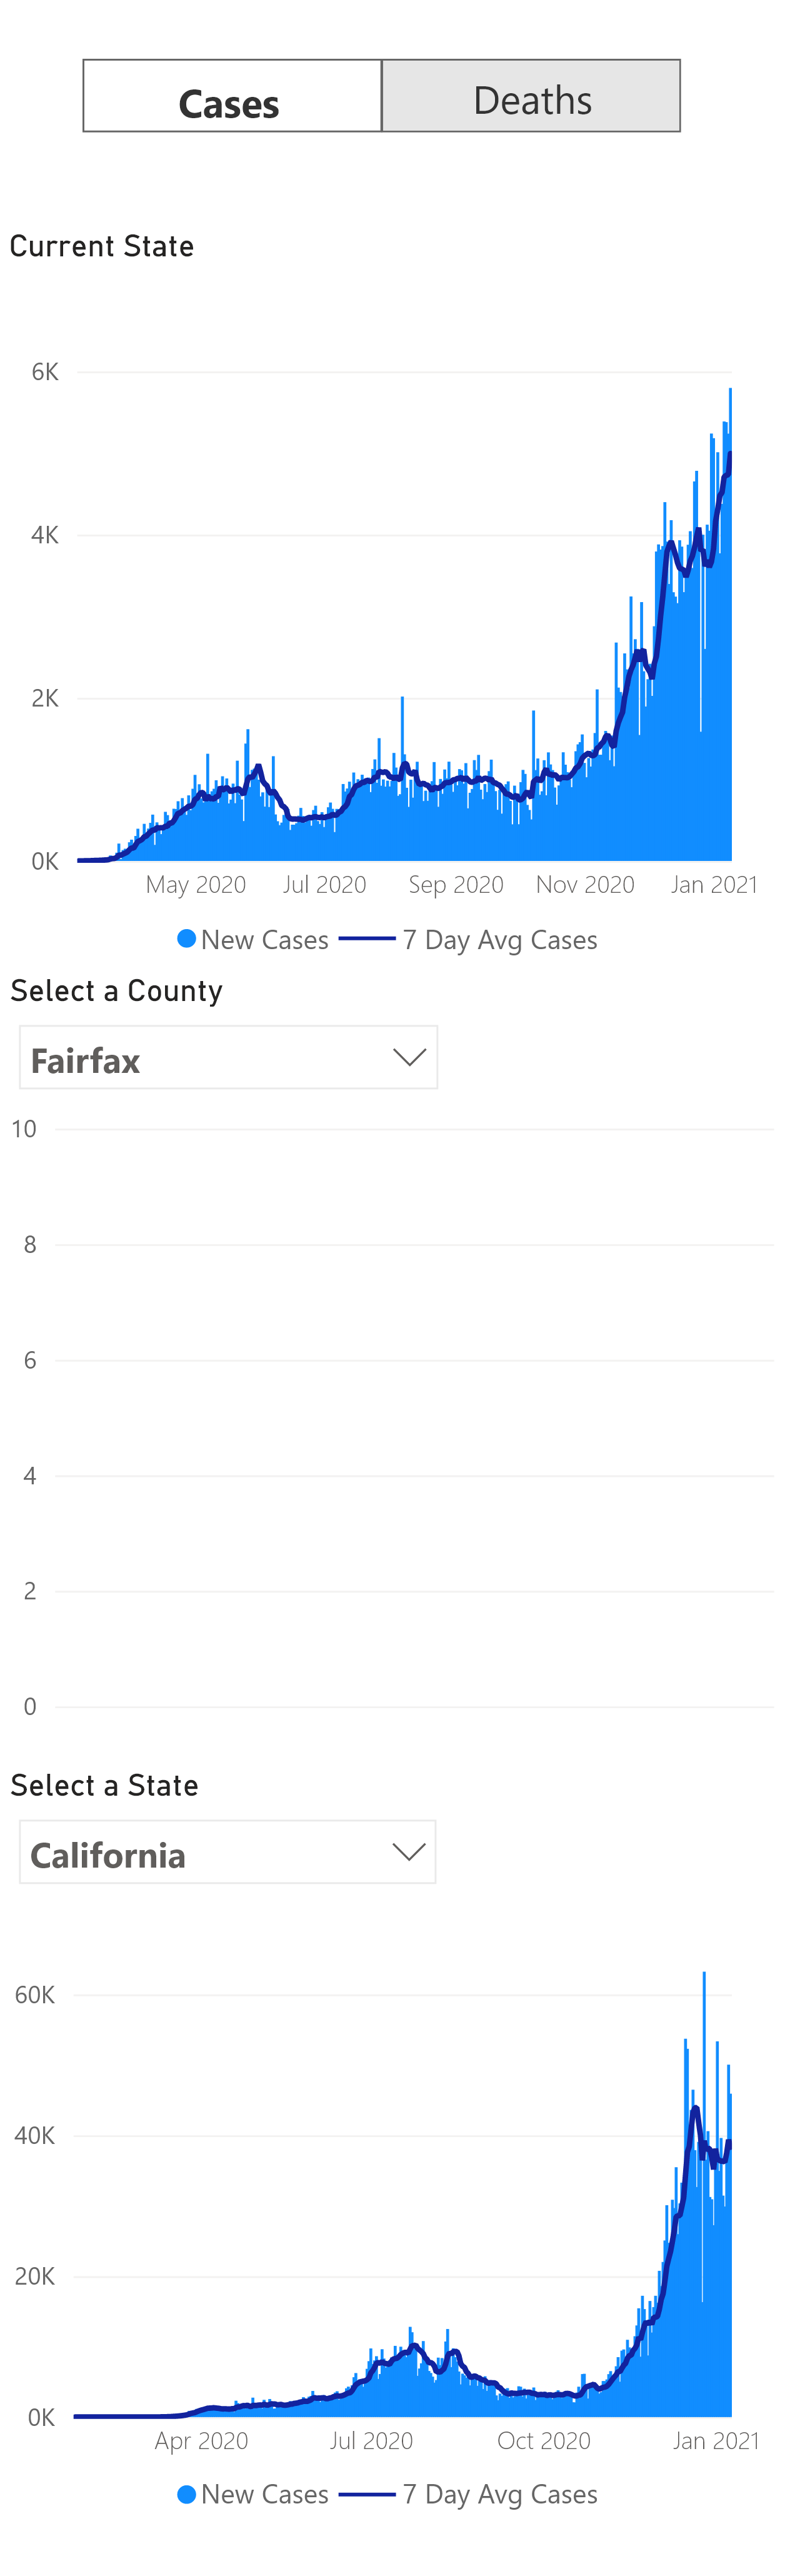 Cases Deaths
Current State
6K
4K
2K
0K
May 2020 Jul 2020 Sep 2020 Nov 2020 Jan 2021
New Cases 7 Day Avg Cases
Select a County
Fairfax
10
8
6
4
2
0
Select a State
California
60K
40K
20K
0K
Apr 2020 Jul 2020 Oct 2020 Jan 2021
New Cases 7 Day Avg Cases